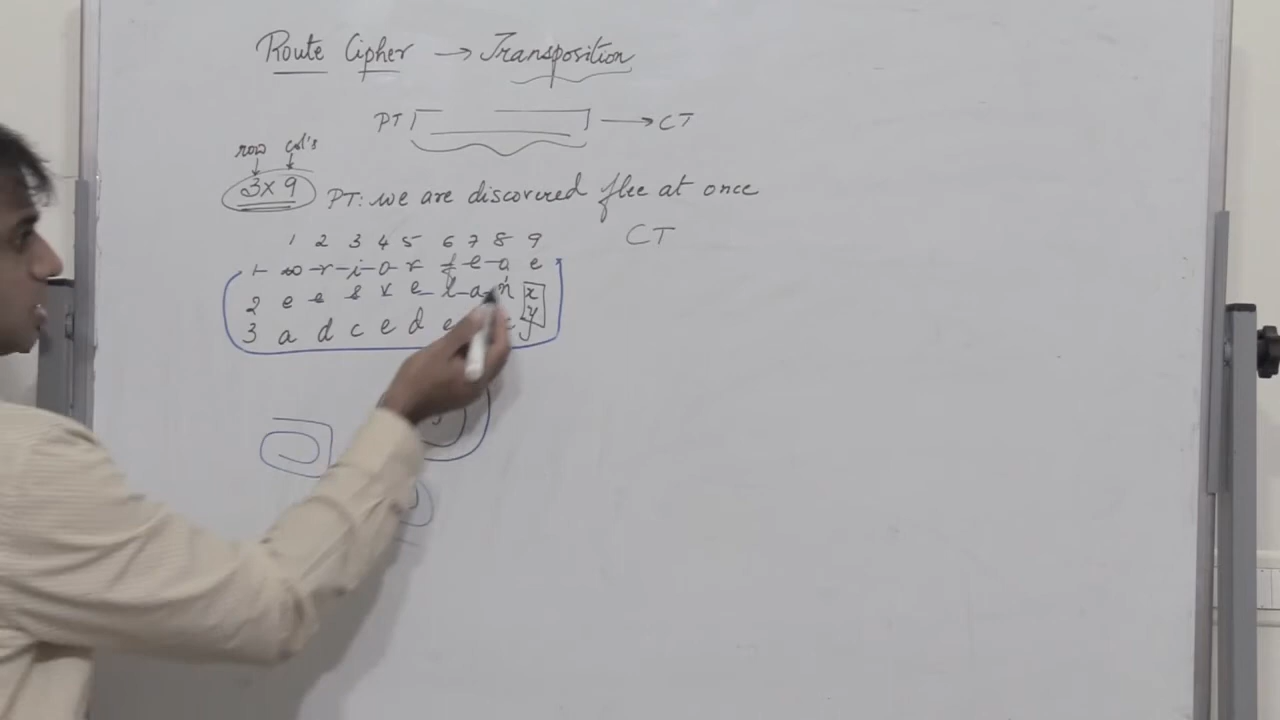 Route Cipher → Transposition
PT → CT
row col's
3x9 PT: we are discovered flee at once
CT
1 2 3 4 5 6 7 8 9
1 w r i o r f e a e
2 e e s v e l a n x
3 a d c e d e c y